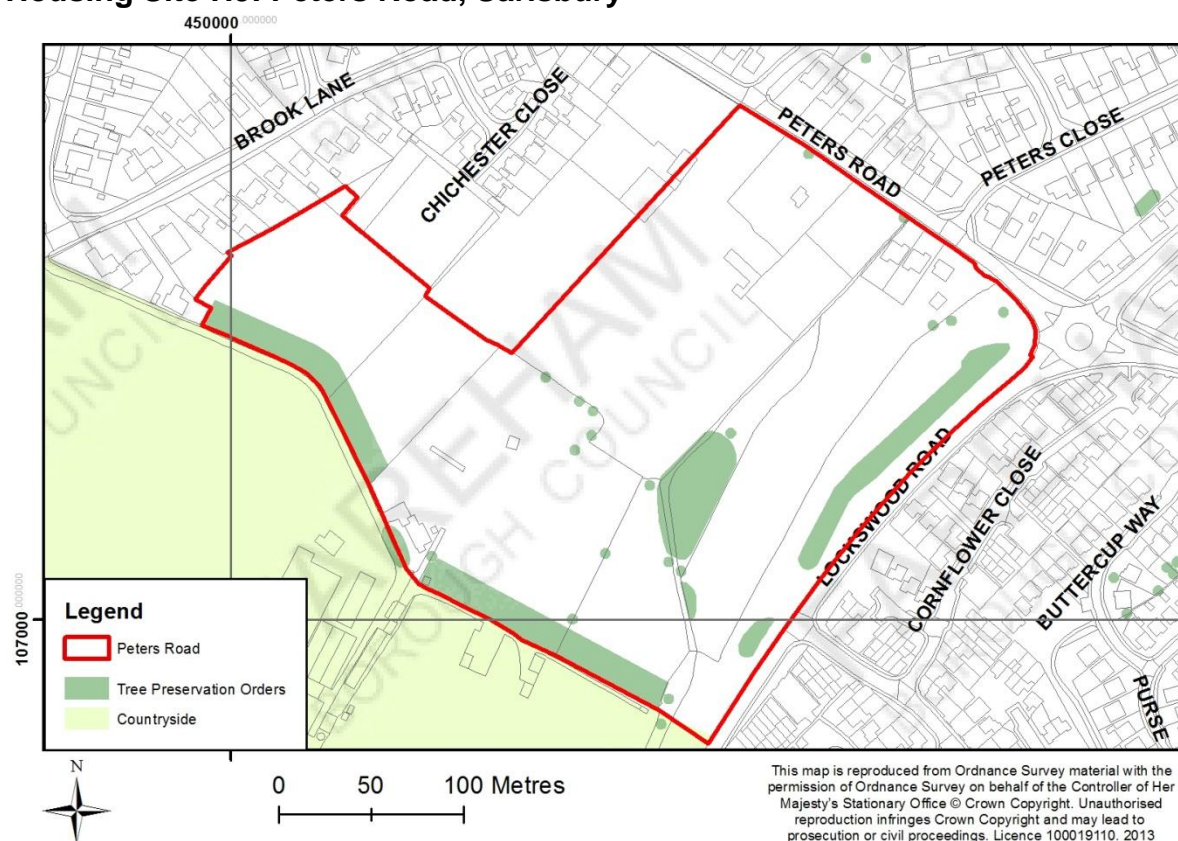 Housing Site H3: Peters Road, Sarisbury
450000.000000
BROOK LANE
CHICHESTER CLOSE
PETERS ROAD
PETERS CLOSE
LOCKSWOOD ROAD
CORNFLOWER CLOSE
BUTTERCUP WAY
PURSE
107000.000000
FAREHAM
BOROUGH COUNCIL
Legend
Peters Road
Tree Preservation Orders
Countryside
N
0 50 100 Metres
This map is reproduced from Ordnance Survey material with the
permission of Ordnance Survey on behalf of the Controller of Her
Majesty's Stationary Office © Crown Copyright. Unauthorised
reproduction infringes Crown Copyright and may lead to
prosecution or civil proceedings. Licence 100019110. 2013